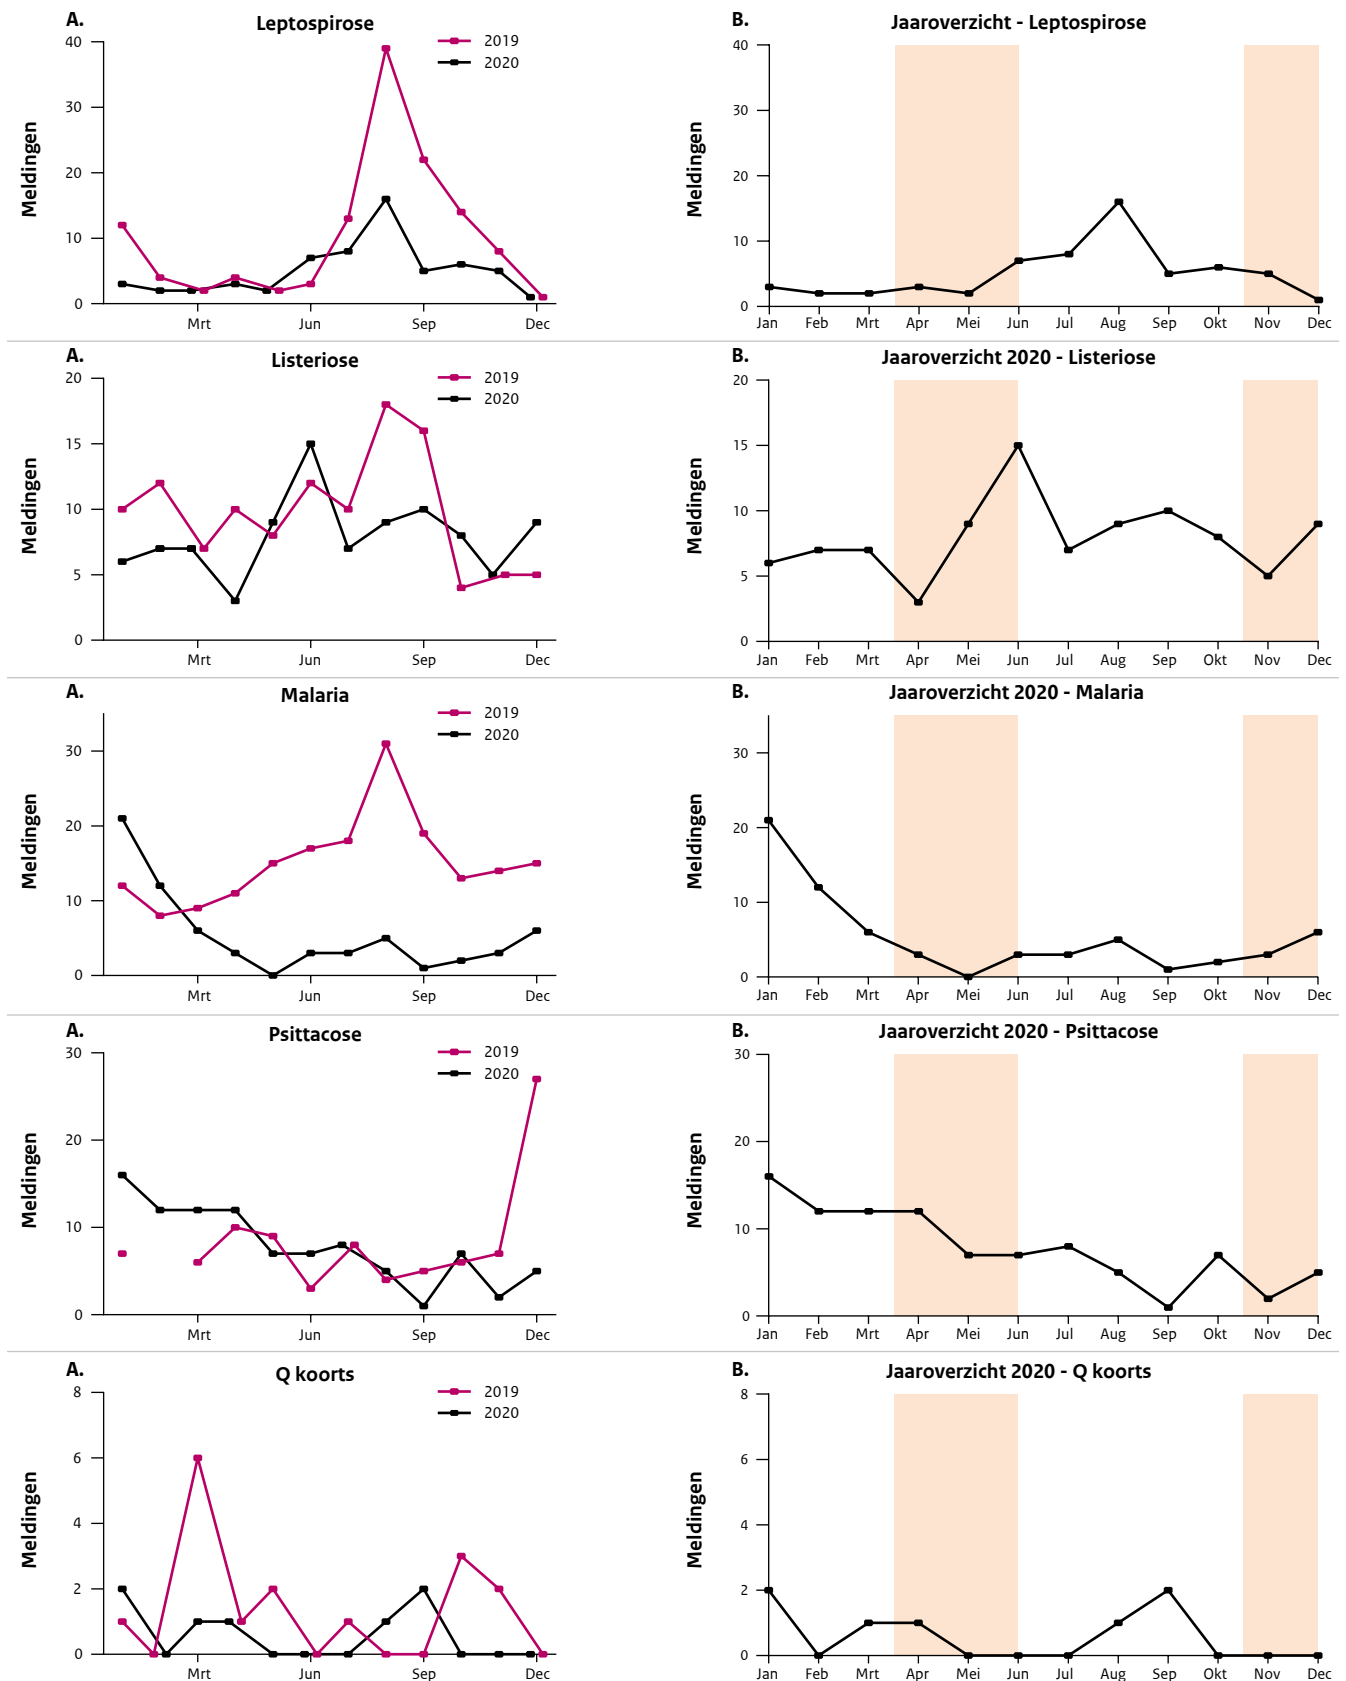 A.
Leptospirose
2019
2020
Meldingen
40
30
20
10
0
Mrt Jun Sep Dec
B.
Jaaroverzicht - Leptospirose
Meldingen
40
30
20
10
0
Jan Feb Mrt Apr Mei Jun Jul Aug Sep Okt Nov Dec
A.
Listeriose
2019
2020
Meldingen
20
15
10
5
0
Mrt Jun Sep Dec
B.
Jaaroverzicht 2020 - Listeriose
Meldingen
20
15
10
5
0
Jan Feb Mrt Apr Mei Jun Jul Aug Sep Okt Nov Dec
A.
Malaria
2019
2020
Meldingen
30
20
10
0
Mrt Jun Sep Dec
B.
Jaaroverzicht 2020 - Malaria
Meldingen
30
20
10
0
Jan Feb Mrt Apr Mei Jun Jul Aug Sep Okt Nov Dec
A.
Psittacose
2019
2020
Meldingen
30
20
10
0
Mrt Jun Sep Dec
B.
Jaaroverzicht 2020 - Psittacose
Meldingen
30
20
10
0
Jan Feb Mrt Apr Mei Jun Jul Aug Sep Okt Nov Dec
A.
Q koorts
2019
2020
Meldingen
8
6
4
2
0
Mrt Jun Sep Dec
B.
Jaaroverzicht 2020 - Q koorts
Meldingen
8
6
4
2
0
Jan Feb Mrt Apr Mei Jun Jul Aug Sep Okt Nov Dec